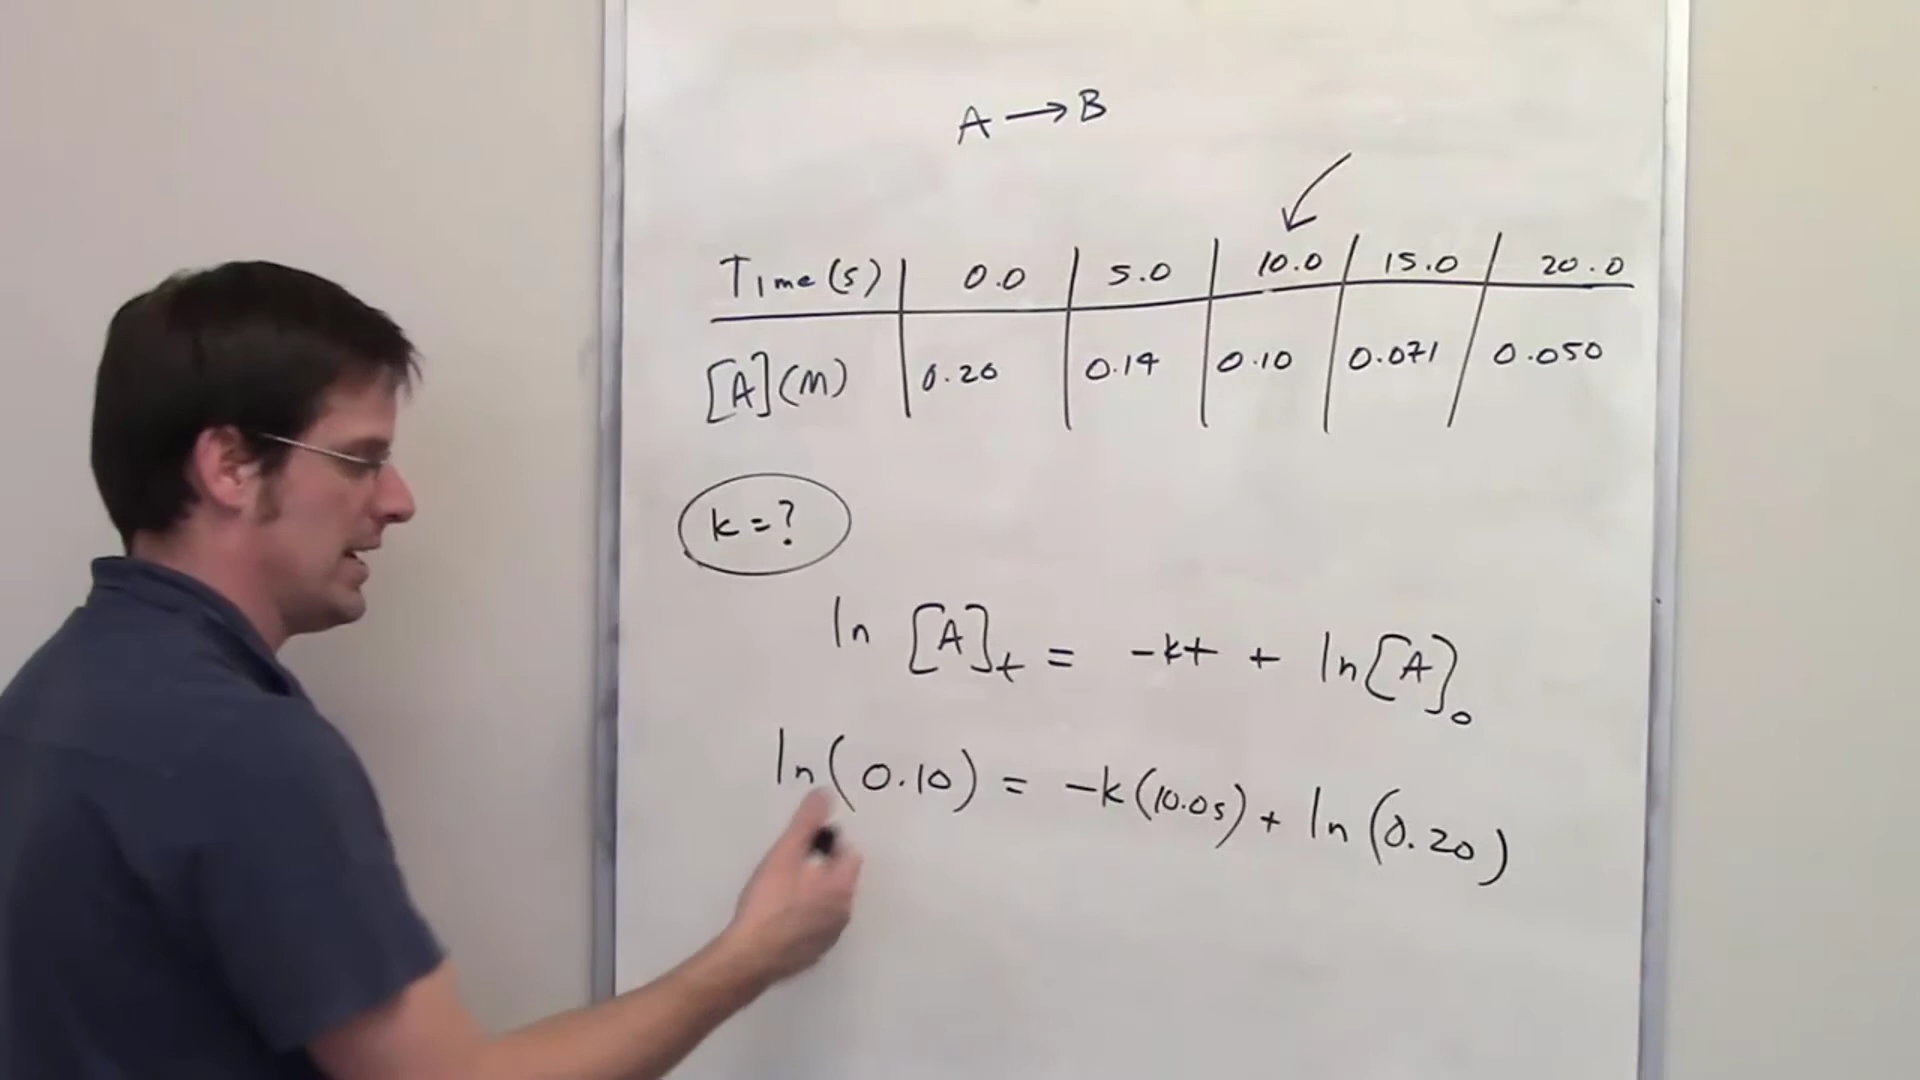 A → B
Time (s) | 0.0 | 5.0 | 10.0 | 15.0 | 20.0
[A] (M) | 0.20 | 0.14 | 0.10 | 0.071 | 0.050
k = ?
ln [A]t = -kt + ln[A]0
ln(0.10) = -k(10.0s) + ln(0.20)